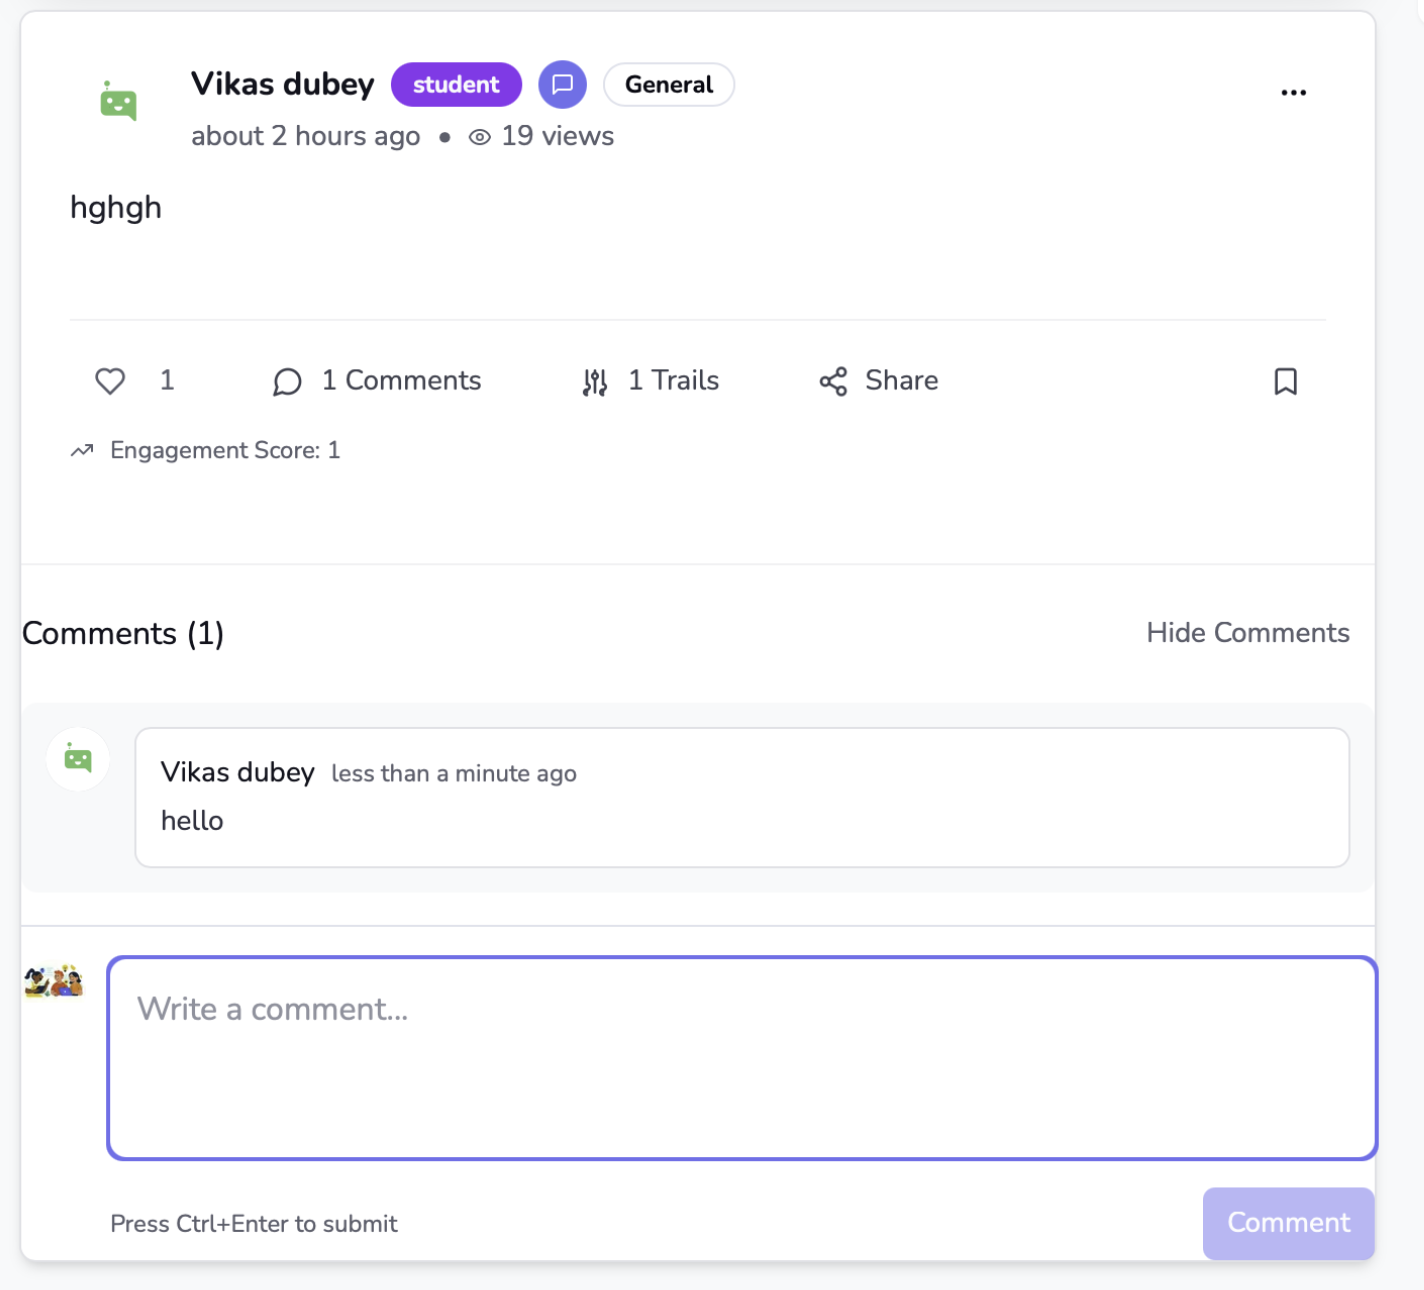 Vikas dubey student General
about 2 hours ago • 19 views
hghgh
1 1 Comments 1 Trails Share
Engagement Score: 1
Comments (1) Hide Comments
Vikas dubey less than a minute ago
hello
Write a comment...
Press Ctrl+Enter to submit Comment